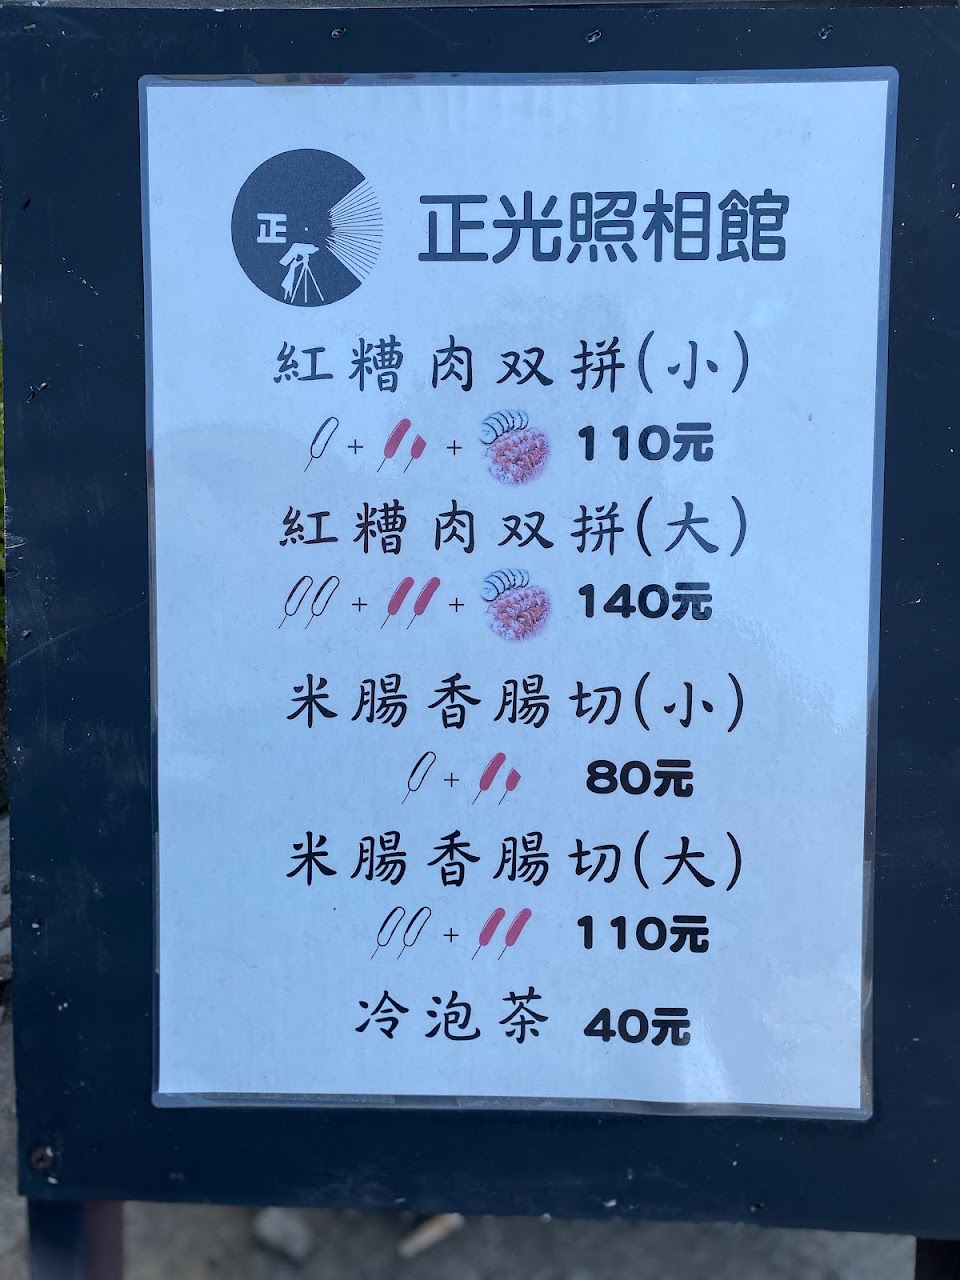 正
正光照相館
紅糟肉双拼(小)
+ + 110元
紅糟肉双拼(大)
+ + 140元
米腸香腸切(小)
+ 80元
米腸香腸切(大)
+ 110元
冷泡茶 40元